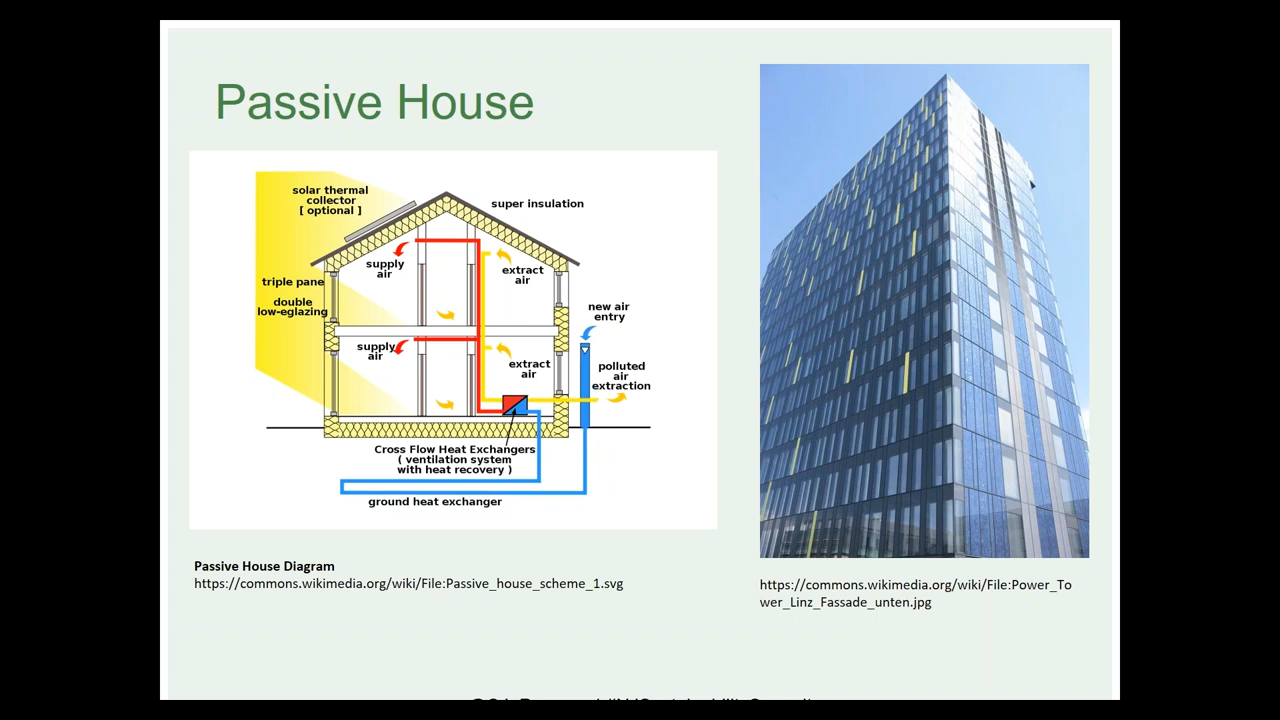 Passive House
solar thermal
collector
[ optional ]
super insulation
supply
air
extract
air
triple pane
double
low-eglazing
new air
entry
supply
air
extract
air
polluted
air
extraction
Cross Flow Heat Exchangers
( ventilation system
with heat recovery )
ground heat exchanger
Passive House Diagram
https://commons.wikimedia.org/wiki/File:Passive_house_scheme_1.svg
https://commons.wikimedia.org/wiki/File:Power_To
wer_Linz_Fassade_unten.jpg